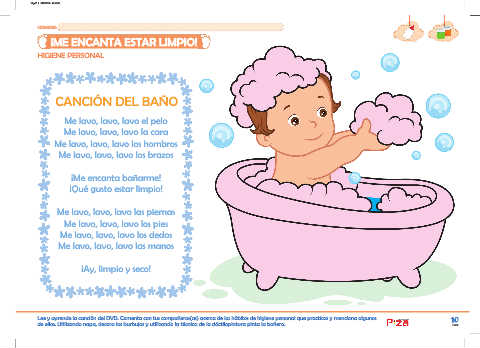 ¡ME ENCANTA ESTAR LIMPIO!
HIGIENE PERSONAL
CANCIÓN DEL BAÑO
Me lavo, lavo, lavo el pelo
Me lavo, lavo, lavo la cara
Me lavo, lavo, lavo los hombros
Me lavo, lavo, lavo los brazos
¡Me encanta bañarme!
¡Qué gusto estar limpio!
Me lavo, lavo, lavo las piernas
Me lavo, lavo, lavo los pies
Me lavo, lavo, lavo los dedos
Me lavo, lavo, lavo las manos
¡Ay, limpio y seco!
Lee y aprende la canción del DVD. Comenta con tus compañeros(as) acerca de los hábitos de higiene personal que practicas y menciona algunos
de ellos. Utilizando papa, decora las burbujas y utilizando la técnica de la dáctilopintura pinta la bañera.